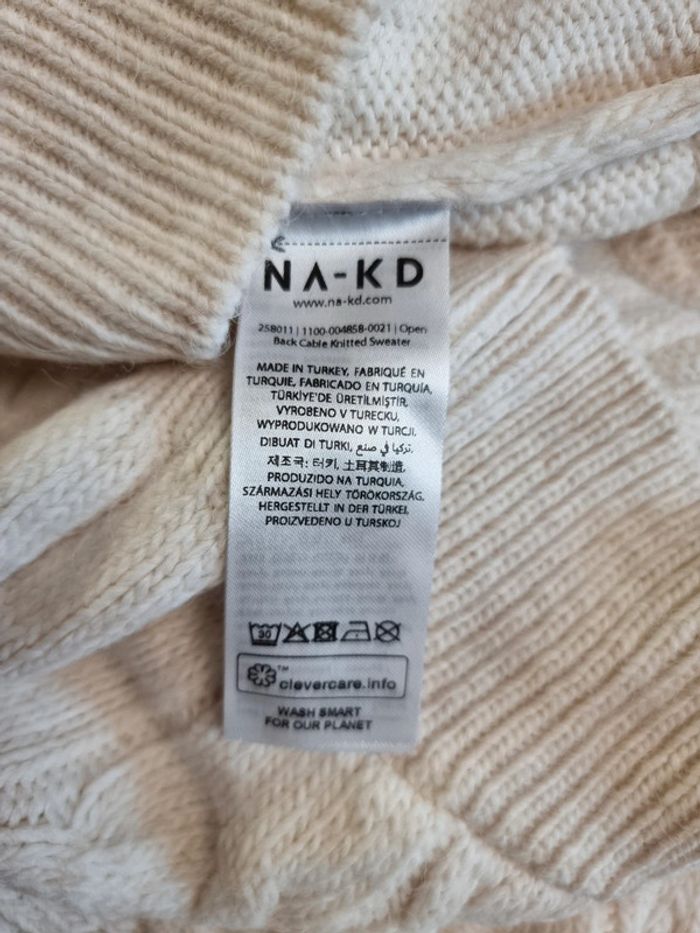 NA-KD
www.na-kd.com
258011 | 1100-004858-0021 | Open
Back Cable Knitted Sweater
MADE IN TURKEY, FABRIQUÉ EN
TURQUIE, FABRICADO EN TURQUÍA,
TÜRKİYE'DE ÜRETİLMİŞTİR,
VYROBENO V TURECKU,
WYPRODUKOWANO W TURCJI,
DIBUAT DI TURKI, تركيا في صنع,
제조국: 터키, 土耳其制造,
PRODUZIDO NA TURQUIA,
SZÁRMAZÁSI HELY TÖRÖKORSZÁG,
HERGESTELLT IN DER TÜRKEI,
PROIZVEDENO U TURSKOJ
30
clevercare.info™
WASH SMART
FOR OUR PLANET